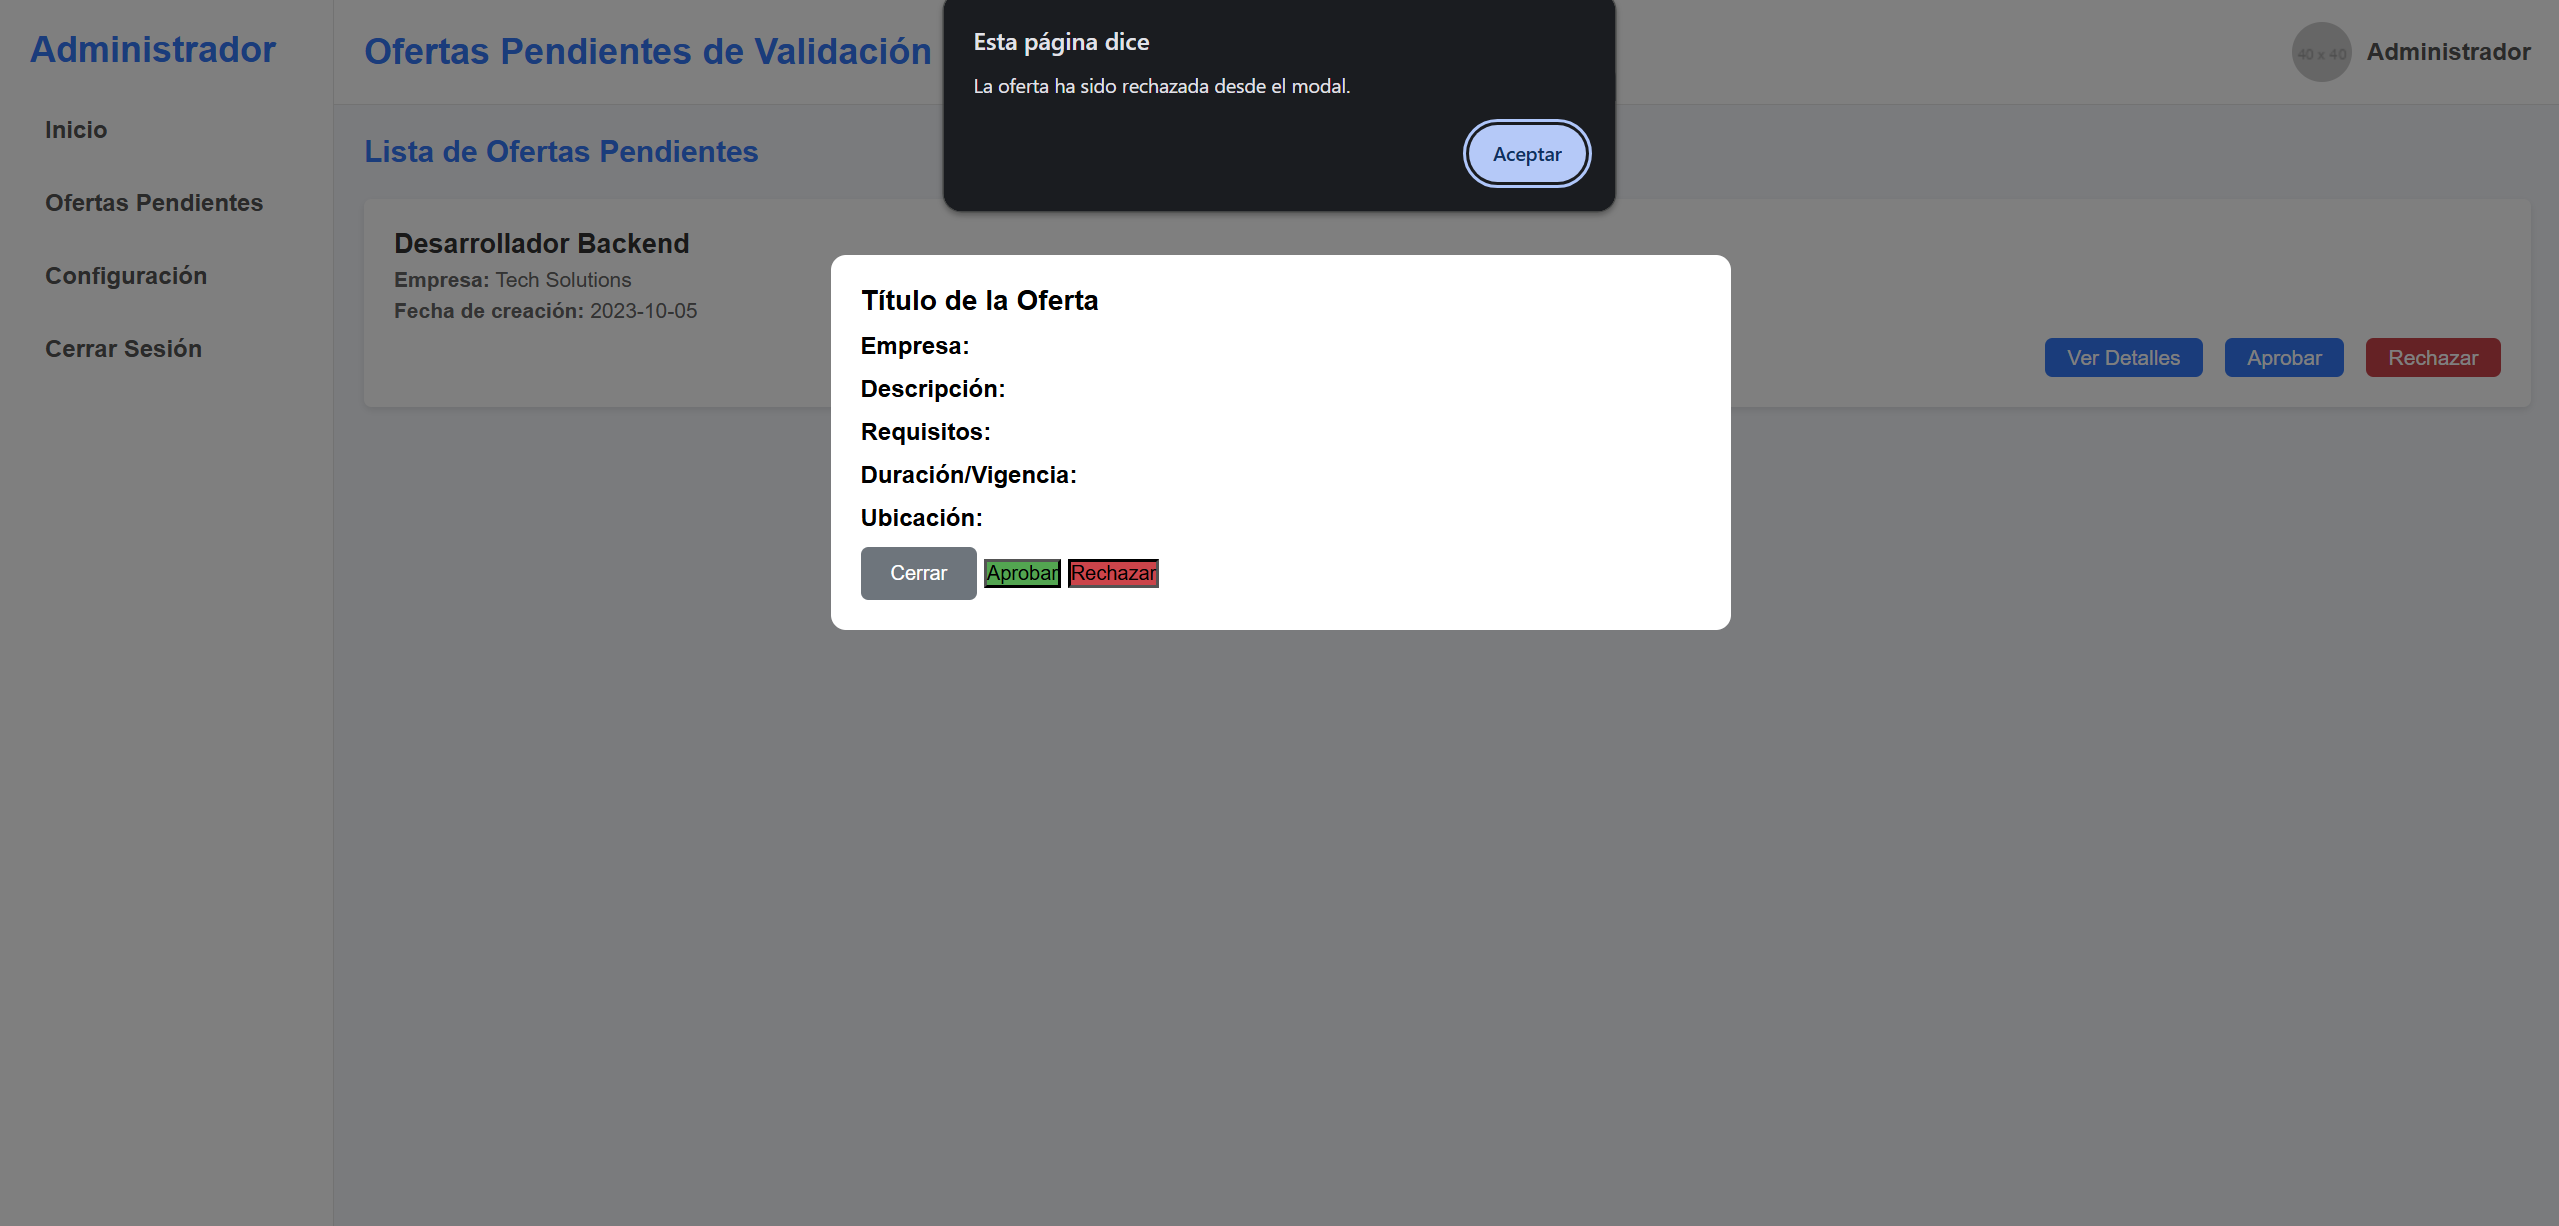 Administrador
Inicio
Ofertas Pendientes
Configuración
Cerrar Sesión
Ofertas Pendientes de Validación
40 x 40
Administrador
Esta página dice
La oferta ha sido rechazada desde el modal.
Aceptar
Lista de Ofertas Pendientes
Desarrollador Backend
Empresa: Tech Solutions
Fecha de creación: 2023-10-05
Ver Detalles
Aprobar
Rechazar
Título de la Oferta
Empresa:
Descripción:
Requisitos:
Duración/Vigencia:
Ubicación:
Cerrar
Aprobar
Rechazar